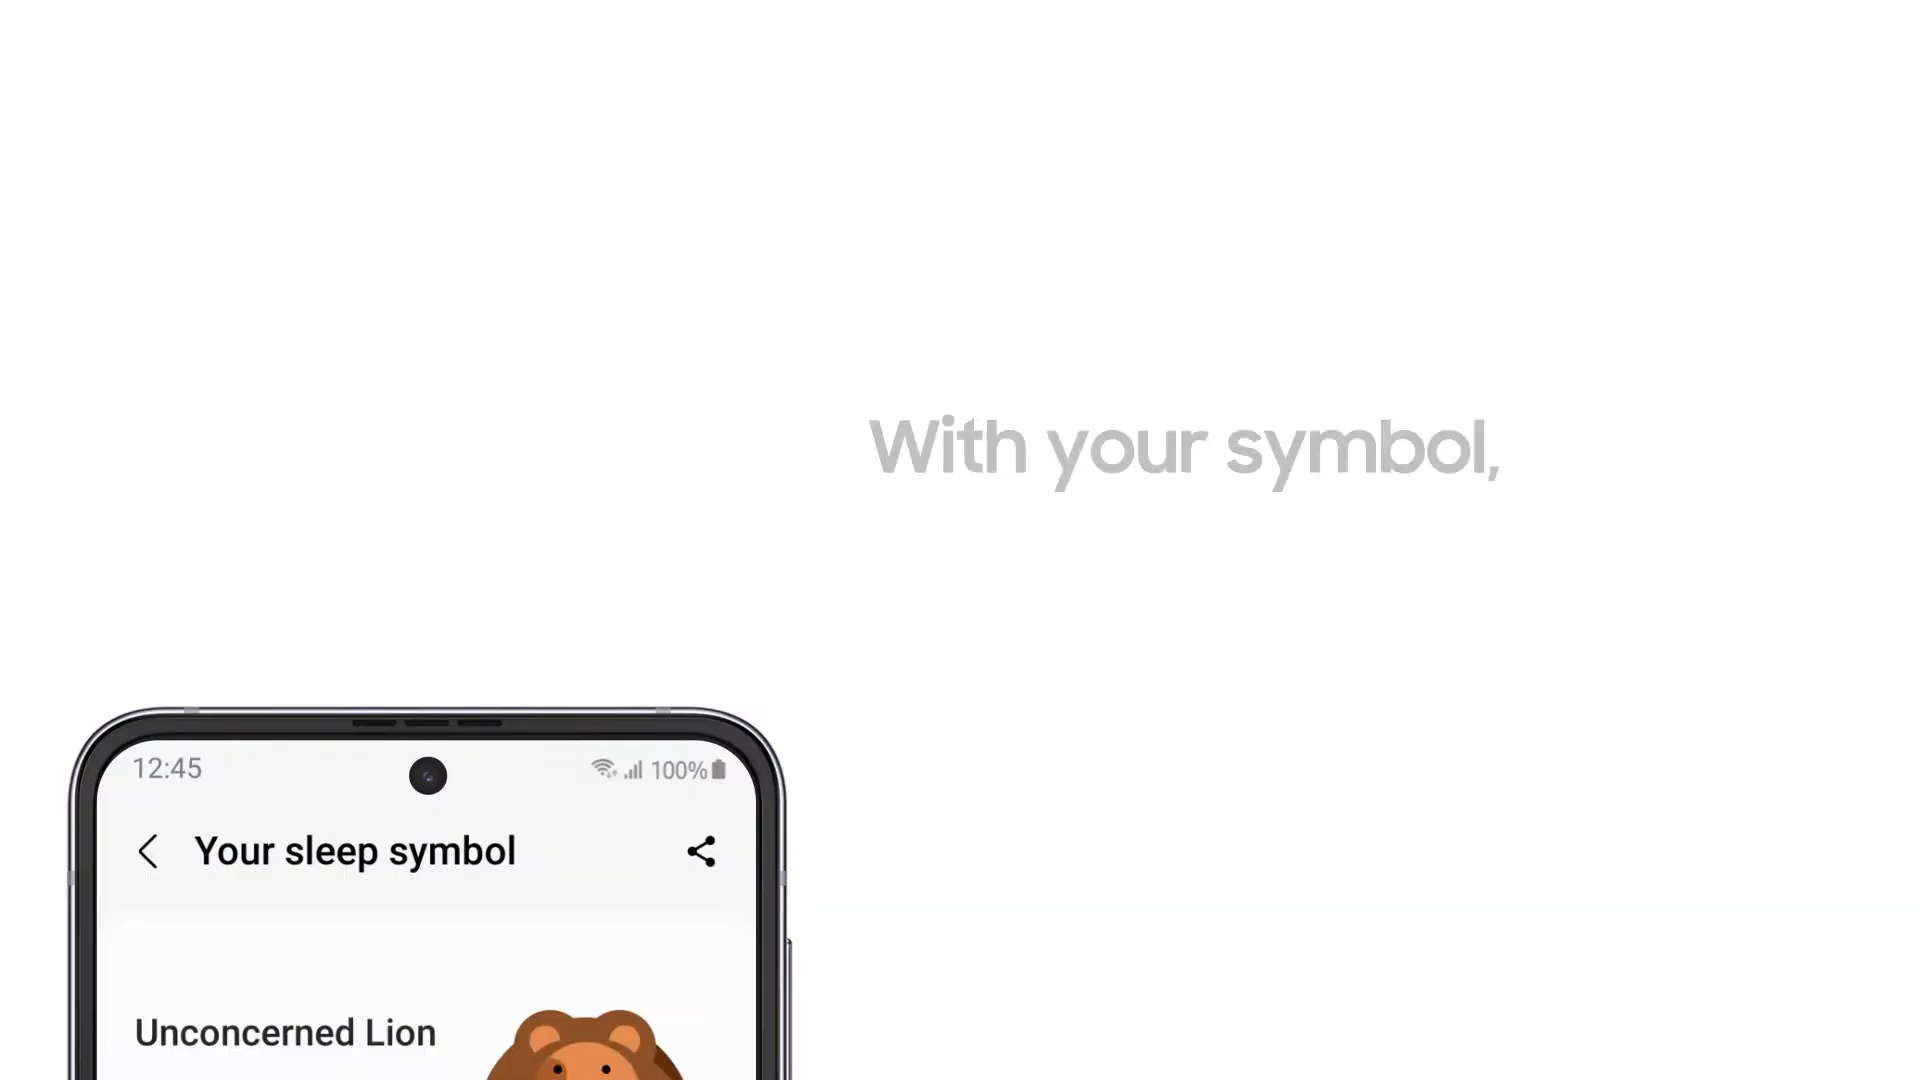 With your symbol,
12:45
100%
Your sleep symbol
Unconcerned Lion